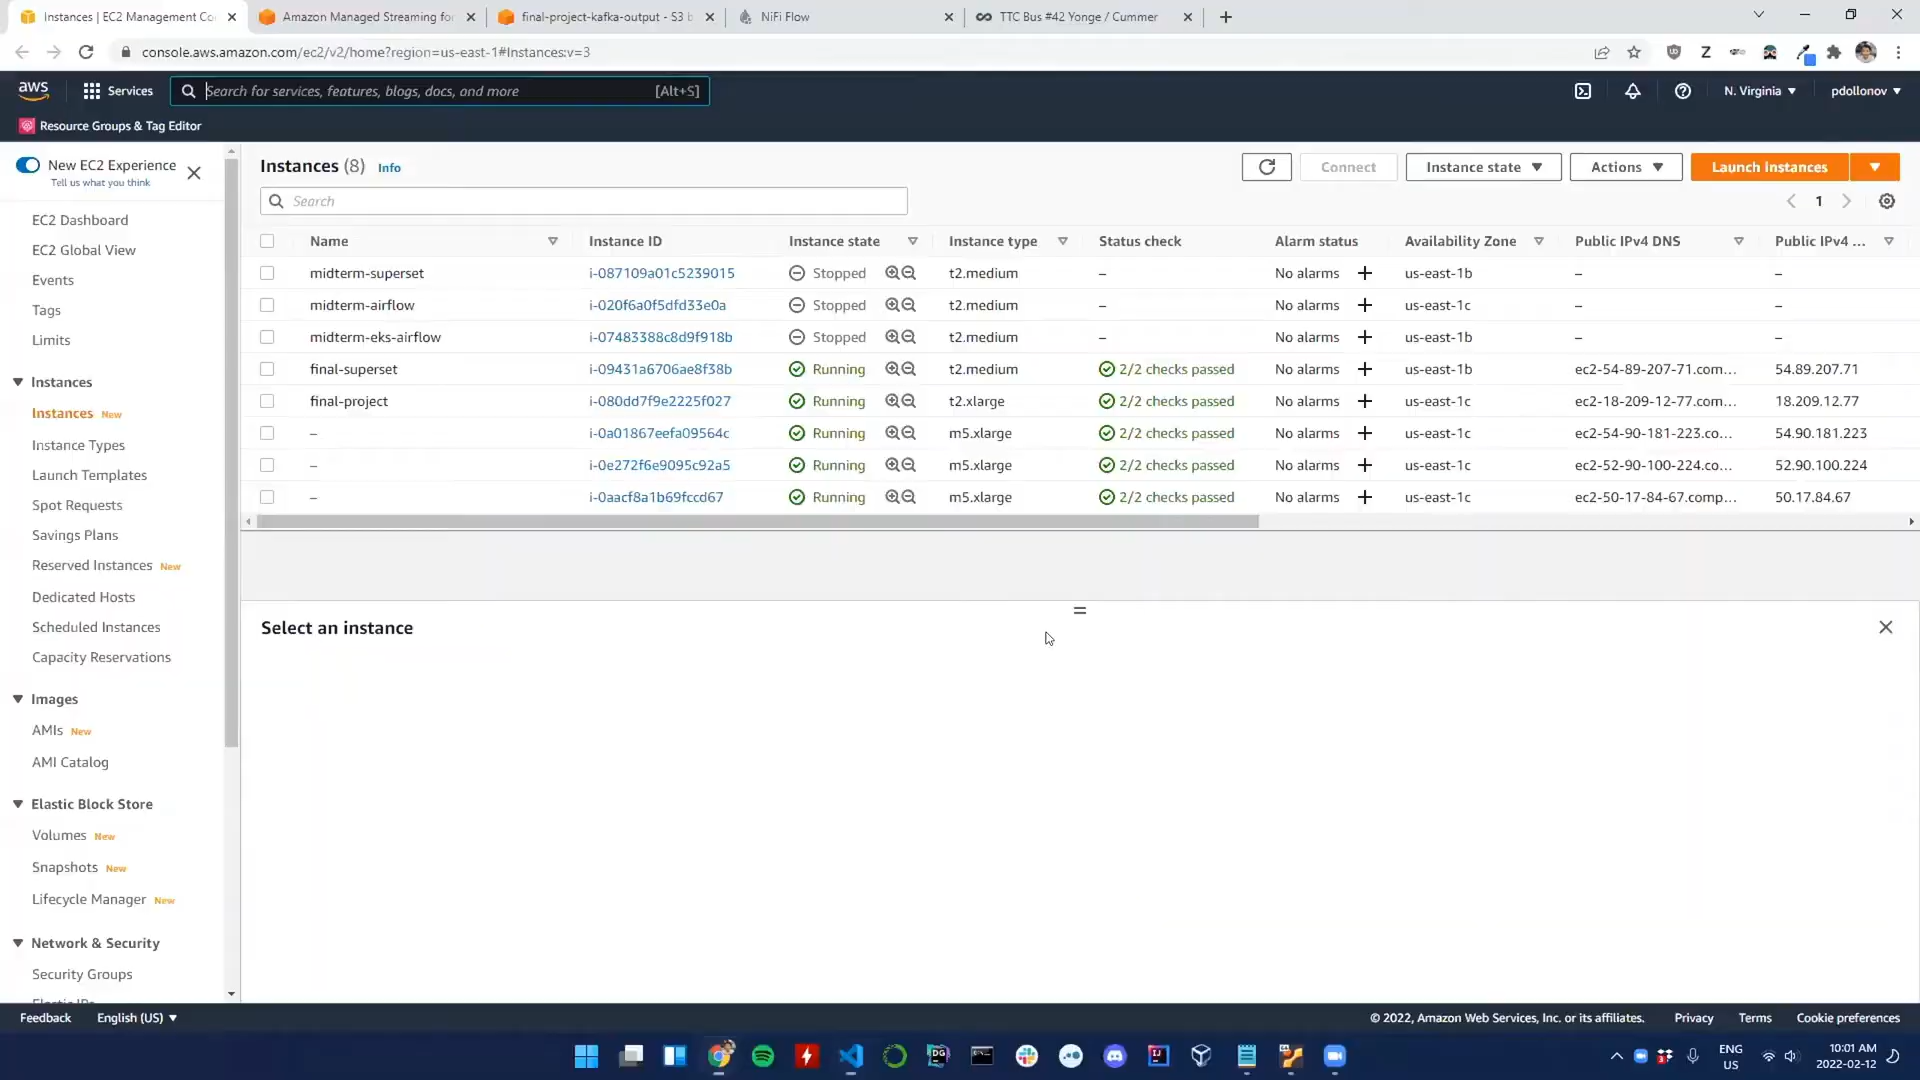 Instances | EC2 Management Co
Amazon Managed Streaming fo
final-project-kafka-output - S3 b
NiFi Flow
TTC Bus #42 Yonge / Cummer
console.aws.amazon.com/ec2/v2/home?region=us-east-1#Instances:v=3
aws
Services
Search for services, features, blogs, docs, and more
[Alt+S]
N. Virginia
pdollonov
Resource Groups & Tag Editor
New EC2 Experience
Tell us what you think
EC2 Dashboard
EC2 Global View
Events
Tags
Limits
Instances
Instances New
Instance Types
Launch Templates
Spot Requests
Savings Plans
Reserved Instances New
Dedicated Hosts
Scheduled Instances
Capacity Reservations
Images
AMIs New
AMI Catalog
Elastic Block Store
Volumes New
Snapshots New
Lifecycle Manager New
Network & Security
Security Groups
Elastic IPs
Instances (8) Info
Connect
Instance state
Actions
Launch instances
Search
1
Name Instance ID Instance state Instance type Status check Alarm status Availability Zone Public IPv4 DNS Public IPv4 ...
midterm-superset i-087109a01c5239015 Stopped t2.medium – No alarms + us-east-1b – –
midterm-airflow i-020f6a0f5dfd33e0a Stopped t2.medium – No alarms + us-east-1c – –
midterm-eks-airflow i-07483388c8d9f918b Stopped t2.medium – No alarms + us-east-1b – –
final-superset i-09431a6706ae8f38b Running t2.medium 2/2 checks passed No alarms + us-east-1b ec2-54-89-207-71.com... 54.89.207.71
final-project i-080dd7f9e2225f027 Running t2.xlarge 2/2 checks passed No alarms + us-east-1c ec2-18-209-12-77.com... 18.209.12.77
– i-0a01867eefa09564c Running m5.xlarge 2/2 checks passed No alarms + us-east-1c ec2-54-90-181-223.co... 54.90.181.223
– i-0e272f6e9095c92a5 Running m5.xlarge 2/2 checks passed No alarms + us-east-1c ec2-52-90-100-224.co... 52.90.100.224
– i-0aacf8a1b69fccd67 Running m5.xlarge 2/2 checks passed No alarms + us-east-1c ec2-50-17-84-67.comp... 50.17.84.67
Select an instance
Feedback
English (US)
© 2022, Amazon Web Services, Inc. or its affiliates.
Privacy
Terms
Cookie preferences
ENG
US
10:01 AM
2022-02-12